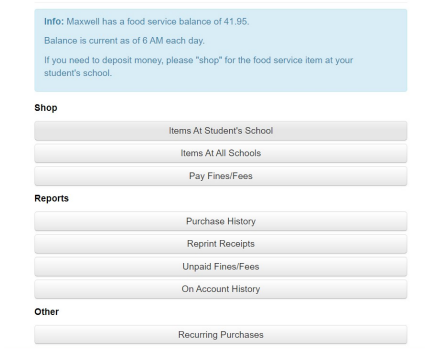 Info: Maxwell has a food service balance of 41.95.
Balance is current as of 6 AM each day.
If you need to deposit money, please "shop" for the food service item at your
student's school.
Shop
Items At Student's School
Items At All Schools
Pay Fines/Fees
Reports
Purchase History
Reprint Receipts
Unpaid Fines/Fees
On Account History
Other
Recurring Purchases